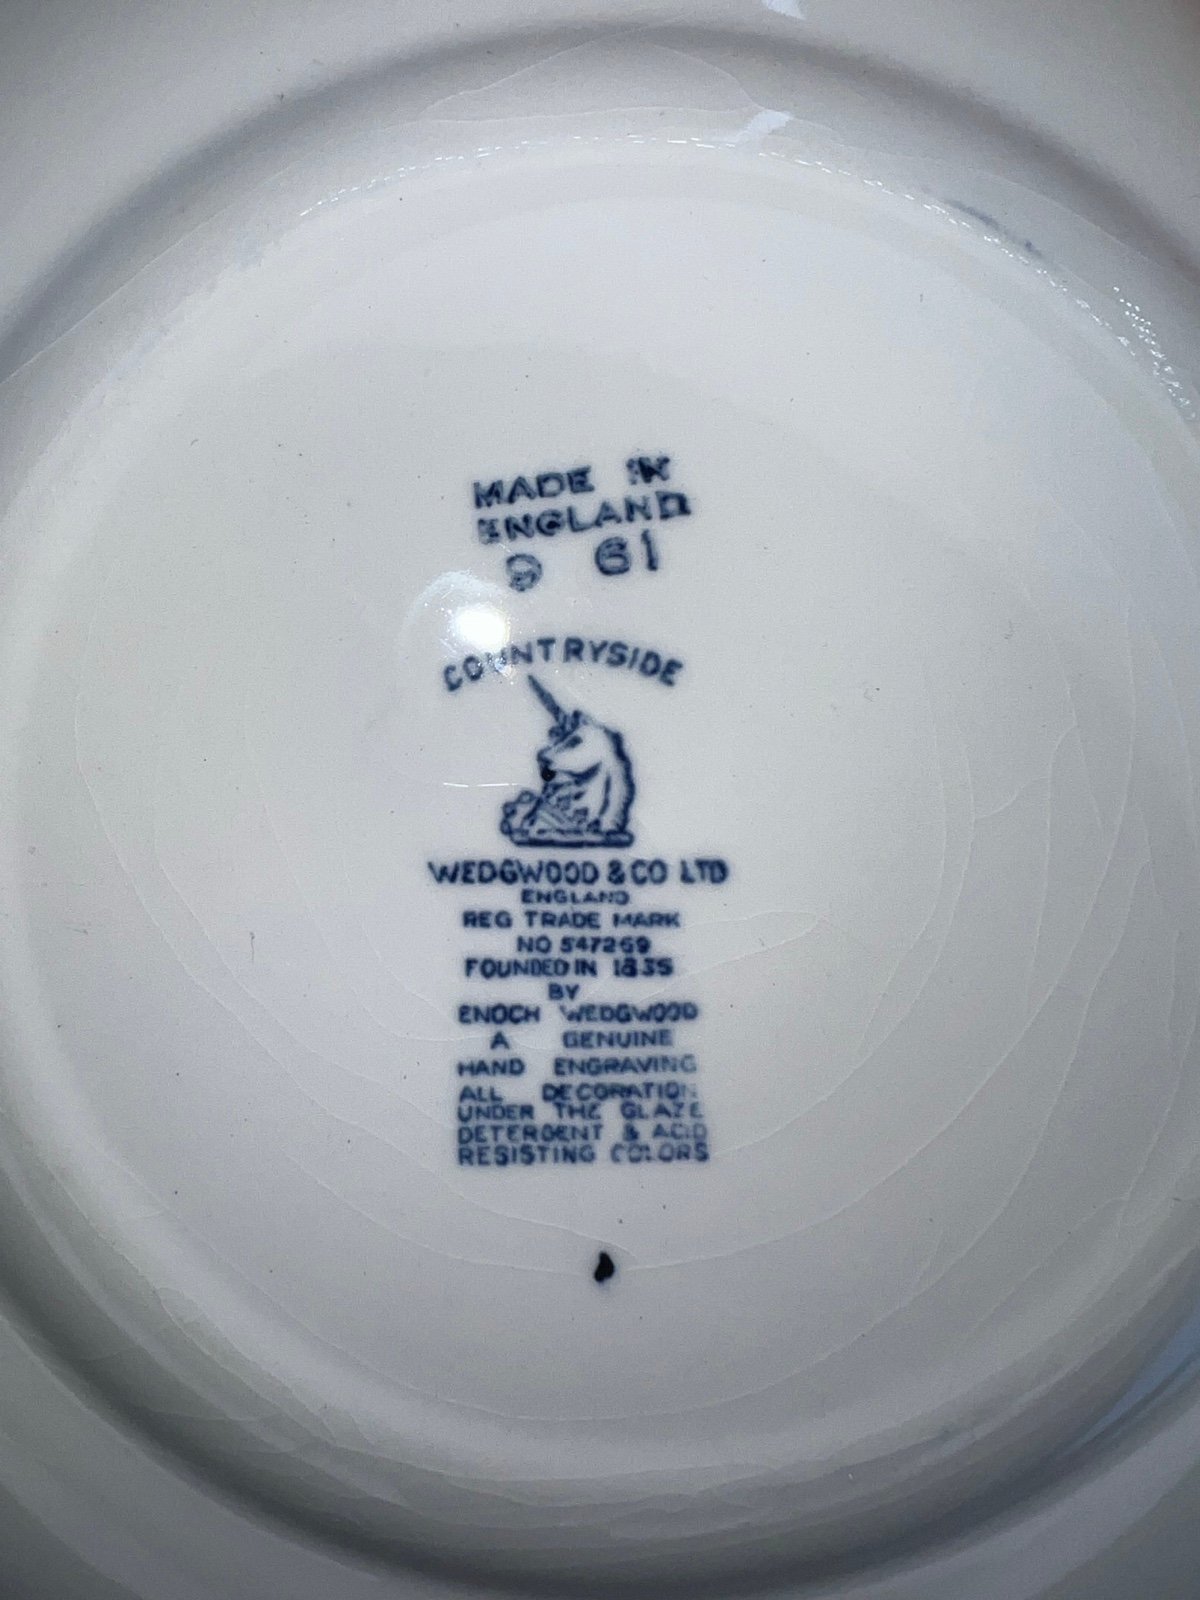 MADE IN
ENGLAND
9 61
COUNTRYSIDE
WEDGWOOD & CO LTD
ENGLAND
REG TRADE MARK
NO 547269
FOUNDED IN 1835
BY
ENOCH WEDGWOOD
A GENUINE
HAND ENGRAVING
ALL DECORATION
UNDER THE GLAZE
DETERGENT & ACID
RESISTING COLORS